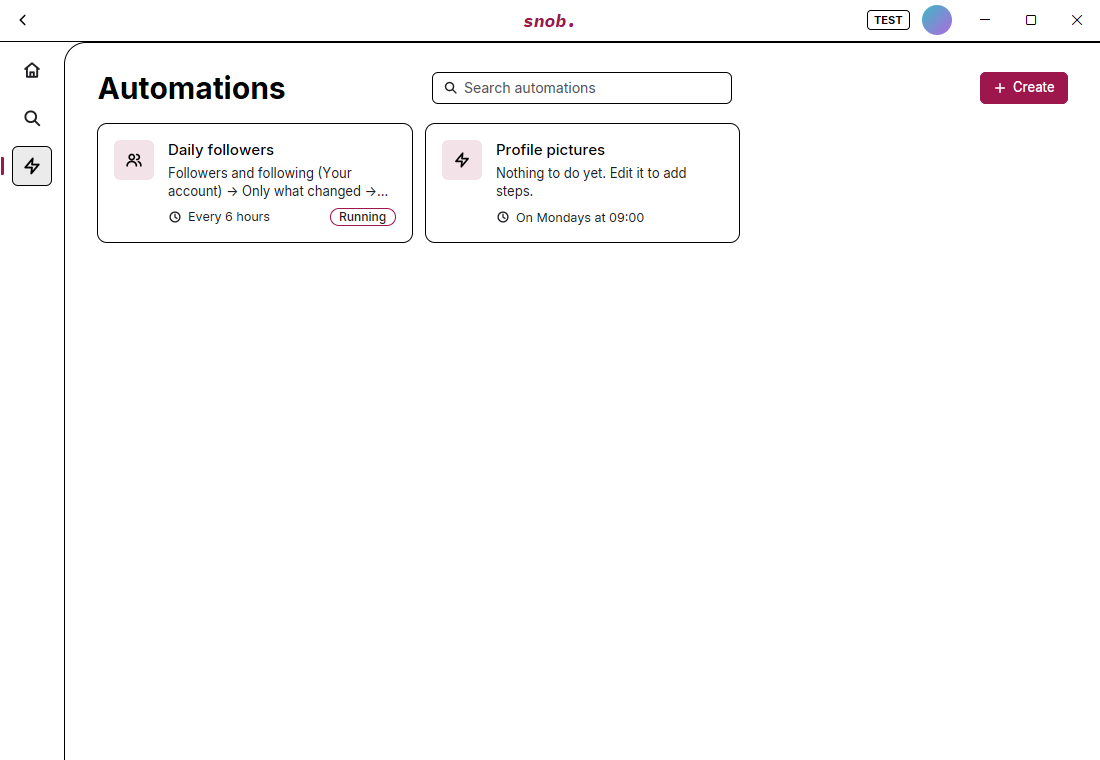 snob.
TEST
Automations
Search automations
+ Create
Daily followers
Followers and following (Your
account) → Only what changed →...
Every 6 hours
Running
Profile pictures
Nothing to do yet. Edit it to add
steps.
On Mondays at 09:00